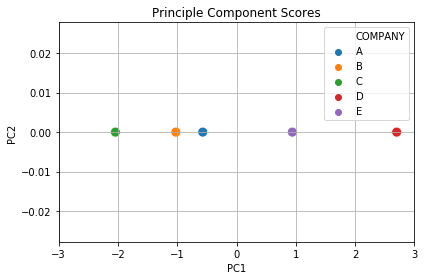 Principle Component Scores
COMPANY
A
B
C
D
E
PC2
0.02
0.01
0.00
−0.01
−0.02
−3 −2 −1 0 1 2 3
PC1